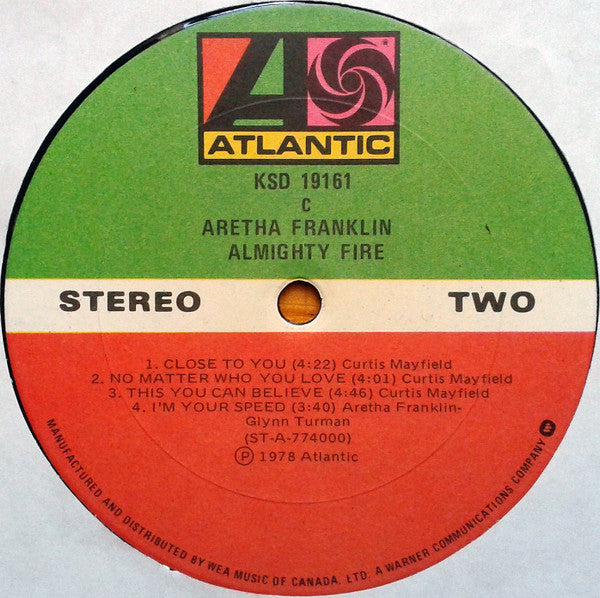 ATLANTIC
KSD 19161
C
ARETHA FRANKLIN
ALMIGHTY FIRE
STEREO TWO
1. CLOSE TO YOU (4:22) Curtis Mayfield
2. NO MATTER WHO YOU LOVE (4:01) Curtis Mayfield
3. THIS YOU CAN BELIEVE (4:46) Curtis Mayfield
4. I'M YOUR SPEED (3:40) Aretha Franklin-
Glynn Turman
(ST-A-774000)
Ⓟ 1978 Atlantic
MANUFACTURED AND DISTRIBUTED BY WEA MUSIC OF CANADA, LTD. A WARNER COMMUNICATIONS COMPANY